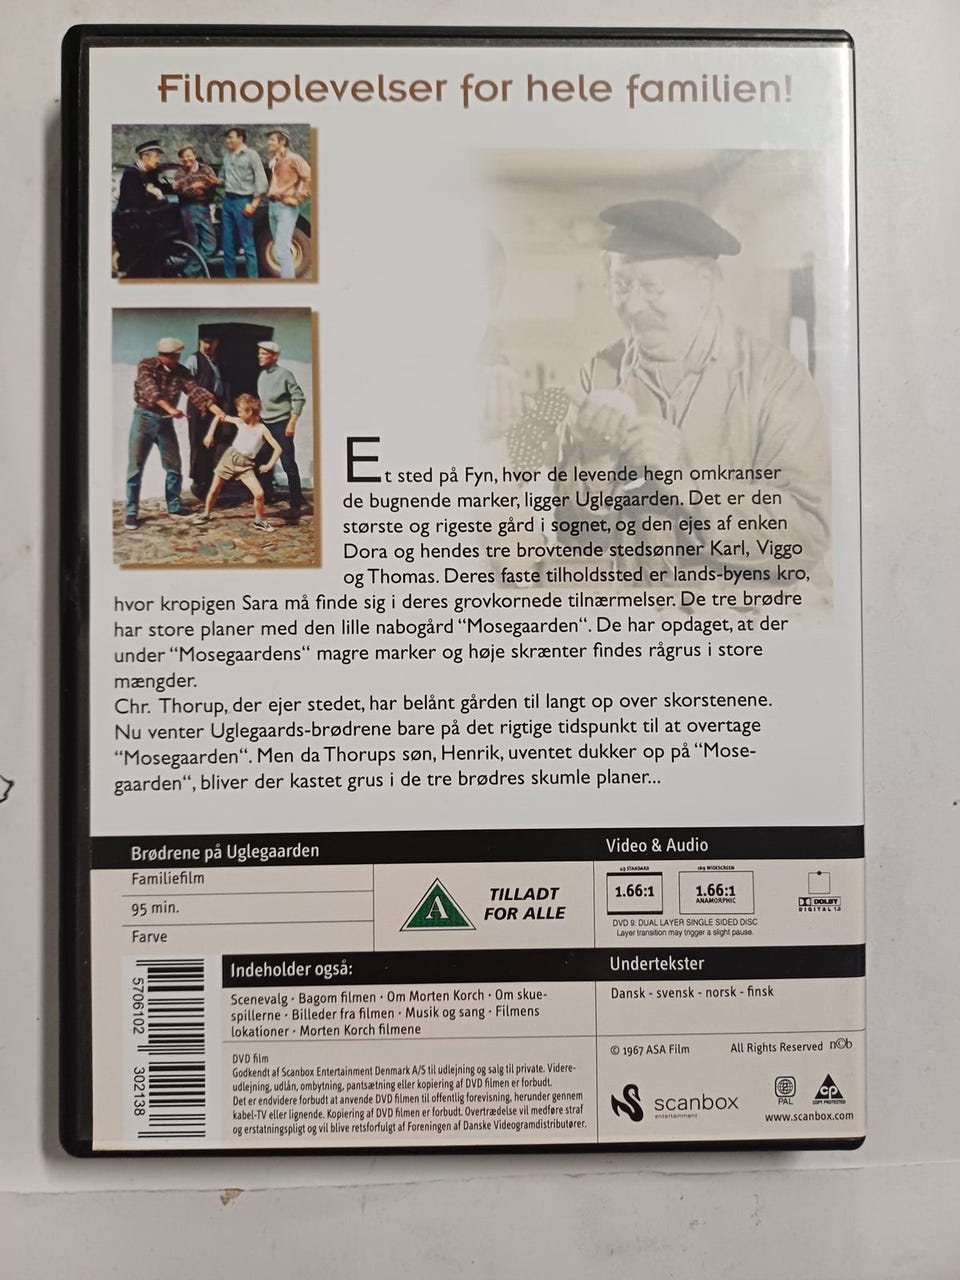 Filmoplevelser for hele familien!
Et sted på Fyn, hvor de levende hegn omkranser
de bugnende marker, ligger Uglegaarden. Det er den
største og rigeste gård i sognet, og den ejes af enken
Dora og hendes tre brovtende stedsønner Karl, Viggo
og Thomas. Deres faste tilholdssted er lands-byens kro,
hvor kropigen Sara må finde sig i deres grovkornede tilnærmelser. De tre brødre
har store planer med den lille nabogård “Mosegaarden“. De har opdaget, at der
under “Mosegaardens“ magre marker og høje skrænter findes rågrus i store
mængder.
Chr. Thorup, der ejer stedet, har belånt gården til langt op over skorstenene.
Nu venter Uglegaards-brødrene bare på det rigtige tidspunkt til at overtage
“Mosegaarden“. Men da Thorups søn, Henrik, uventet dukker op på “Mose-
gaarden“, bliver der kastet grus i de tre brødres skumle planer...
Brødrene på Uglegaarden
Familiefilm
95 min.
Farve
A
TILLADT
FOR ALLE
Video & Audio
4:3 STANDARD
1.66:1
16:9 WIDESCREEN
1.66:1
ANAMORPHIC
DOLBY
DIGITAL 1.0
DVD 9: DUAL LAYER SINGLE SIDED DISC
Layer transition may trigger a slight pause.
Indeholder også:
Scenevalg · Bagom filmen · Om Morten Korch · Om skue-
spillerne · Billeder fra filmen · Musik og sang · Filmens
lokationer · Morten Korch filmene
Undertekster
Dansk - svensk - norsk - finsk
5706102 302138
DVD film
Godkendt af Scanbox Entertainment Denmark A/S til udlejning og salg til private. Videre-
udlejning, udlån, ombytning, pantsætning eller kopiering af DVD filmen er forbudt.
Det er endvidere forbudt at anvende DVD filmen til offentlig forevisning, herunder gennem
kabel-TV eller lignende. Kopiering af DVD filmen er forbudt. Overtrædelse vil medføre straf
og erstatningspligt og vil blive retsforfulgt af Foreningen af Danske Videogramdistributører.
© 1967 ASA Film
All Rights Reserved n©b
scanbox
entertainment
PAL
CP
COPY PROTECTED
www.scanbox.com